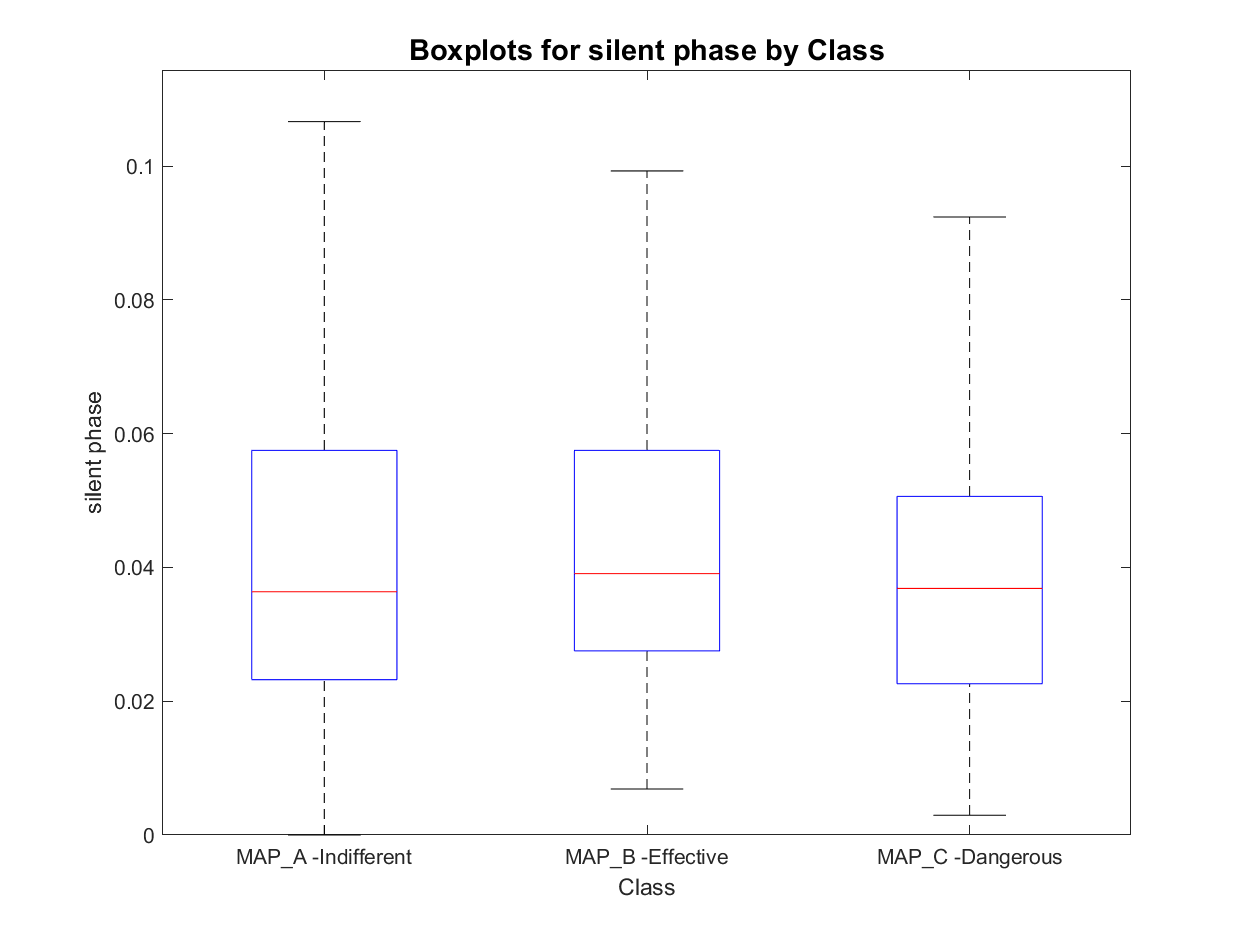 Boxplots for silent phase by Class
0.1
0.08
0.06
0.04
0.02
0
silent phase
MAP_A -Indifferent
MAP_B -Effective
MAP_C -Dangerous
Class